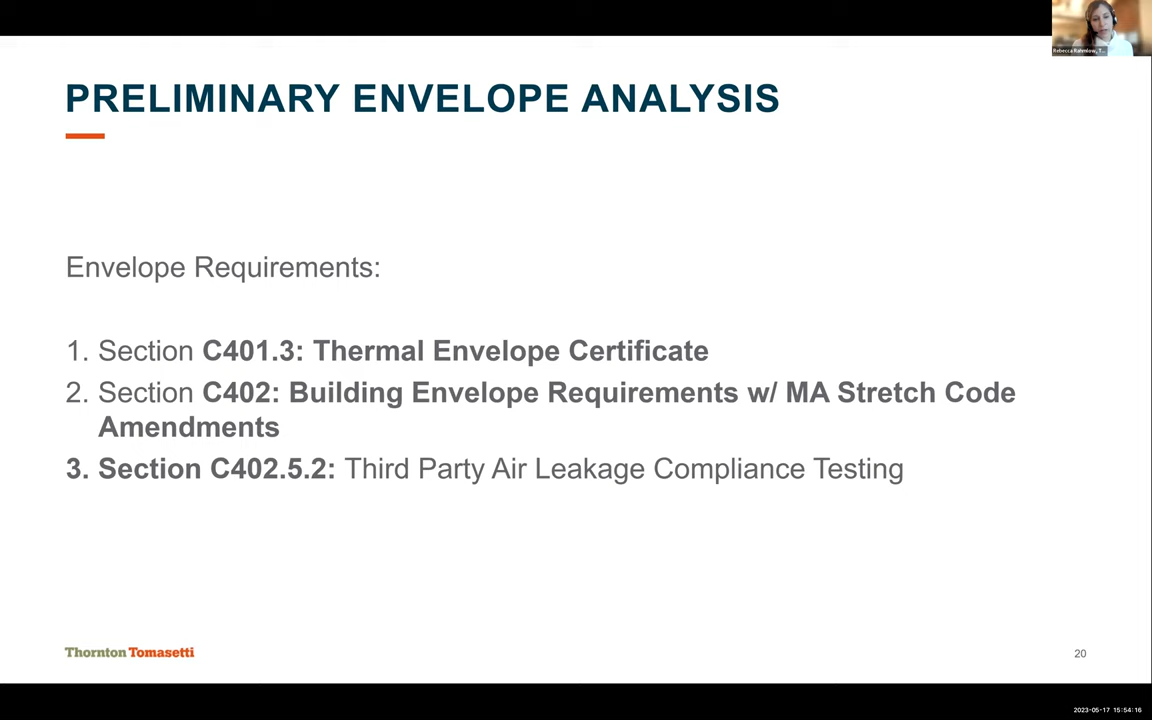 Rebecca Rahmlow, T...
PRELIMINARY ENVELOPE ANALYSIS
Envelope Requirements:
1. Section C401.3: Thermal Envelope Certificate
2. Section C402: Building Envelope Requirements w/ MA Stretch Code
Amendments
3. Section C402.5.2: Third Party Air Leakage Compliance Testing
Thornton Tomasetti
20
2023-05-17 15:54:16